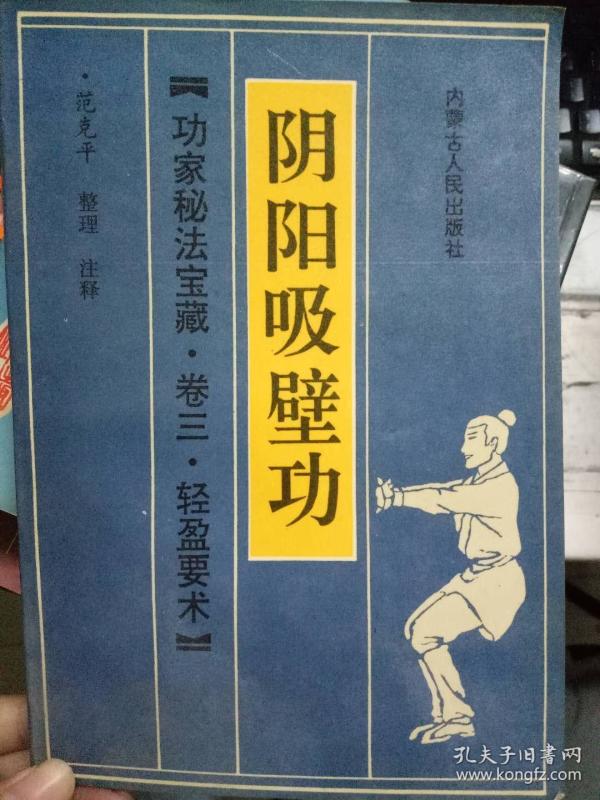 内蒙古人民出版社
阴阳吸壁功
【功家秘法宝藏·卷三·轻盈要术】
·范克平 整理 注释
孔夫子旧書网
www.kongfz.com